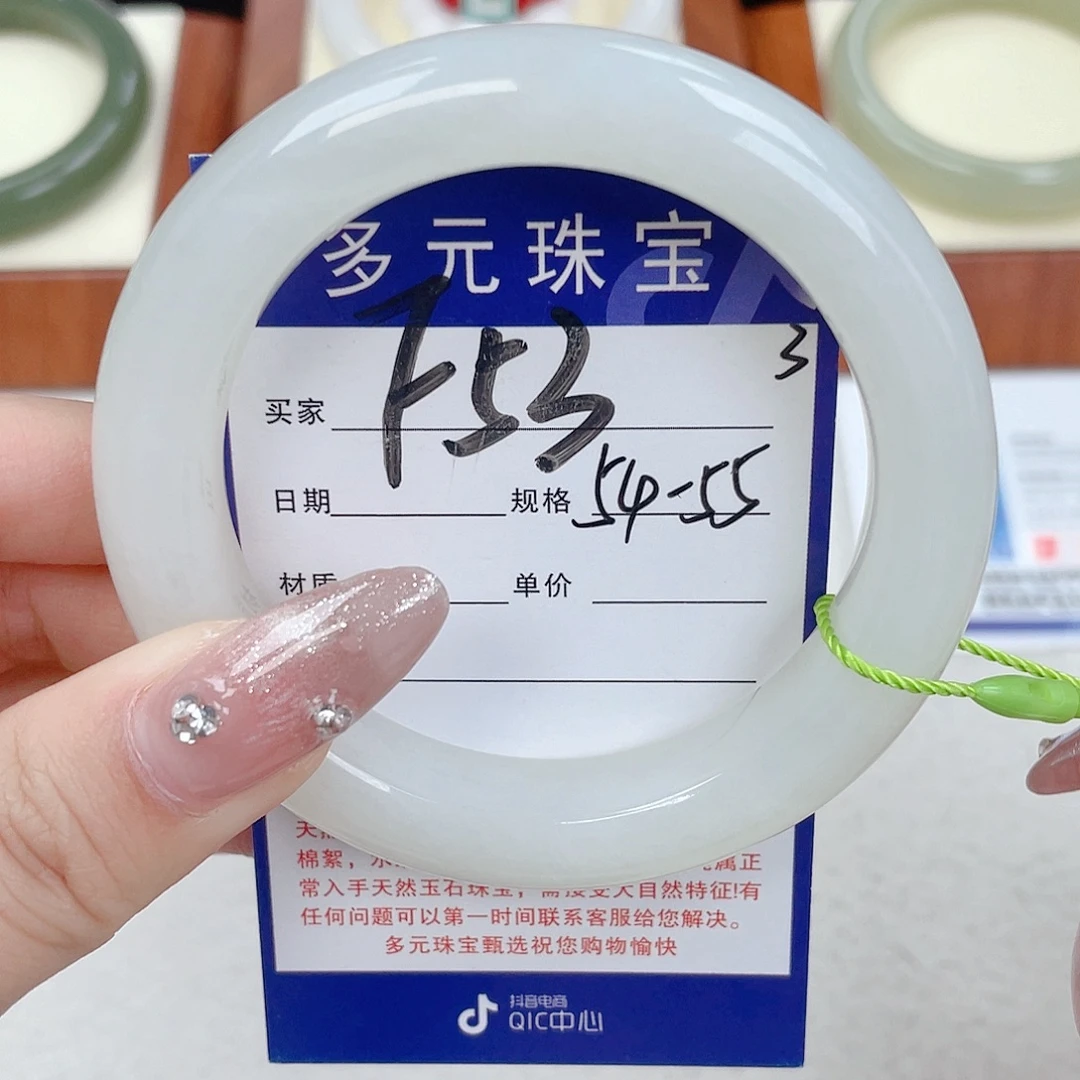 多元珠宝
F53
3
买家
日期 规格 54-55
材质 单价
天然
棉絮，水 属正
常入手天然玉石珠宝，需接受大自然特征!有
任何问题可以第一时间联系客服给您解决。
多元珠宝甄选祝您购物愉快
抖音电商
QIC中心